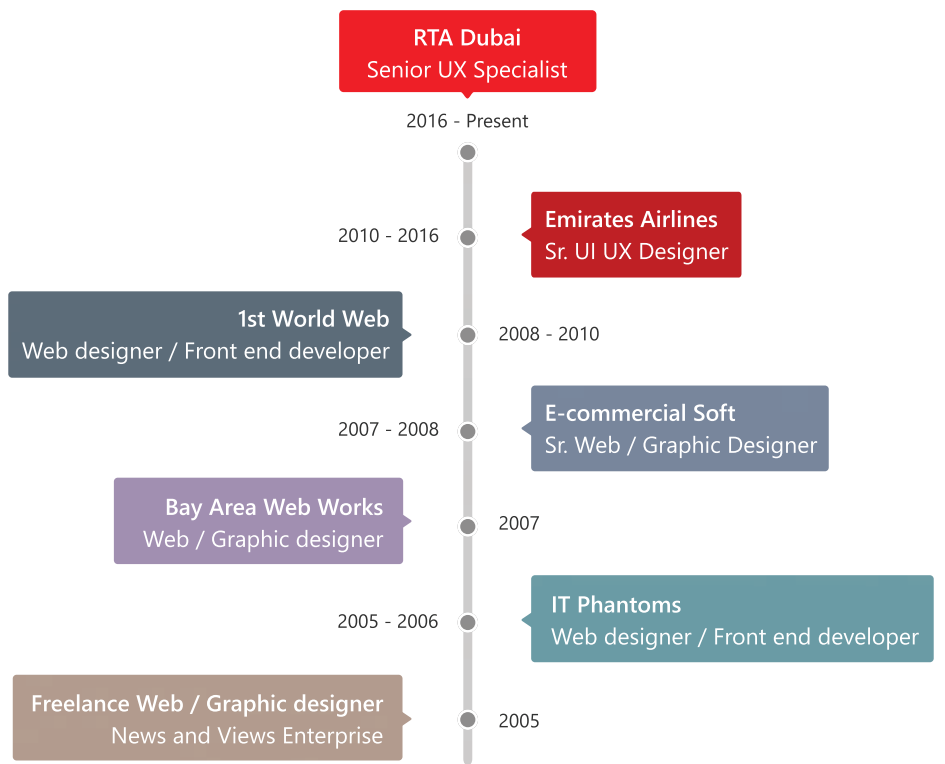 RTA Dubai
Senior UX Specialist
2016 - Present
2010 - 2016
Emirates Airlines
Sr. UI UX Designer
1st World Web
Web designer / Front end developer
2008 - 2010
2007 - 2008
E-commercial Soft
Sr. Web / Graphic Designer
Bay Area Web Works
Web / Graphic designer
2007
2005 - 2006
IT Phantoms
Web designer / Front end developer
Freelance Web / Graphic designer
News and Views Enterprise
2005